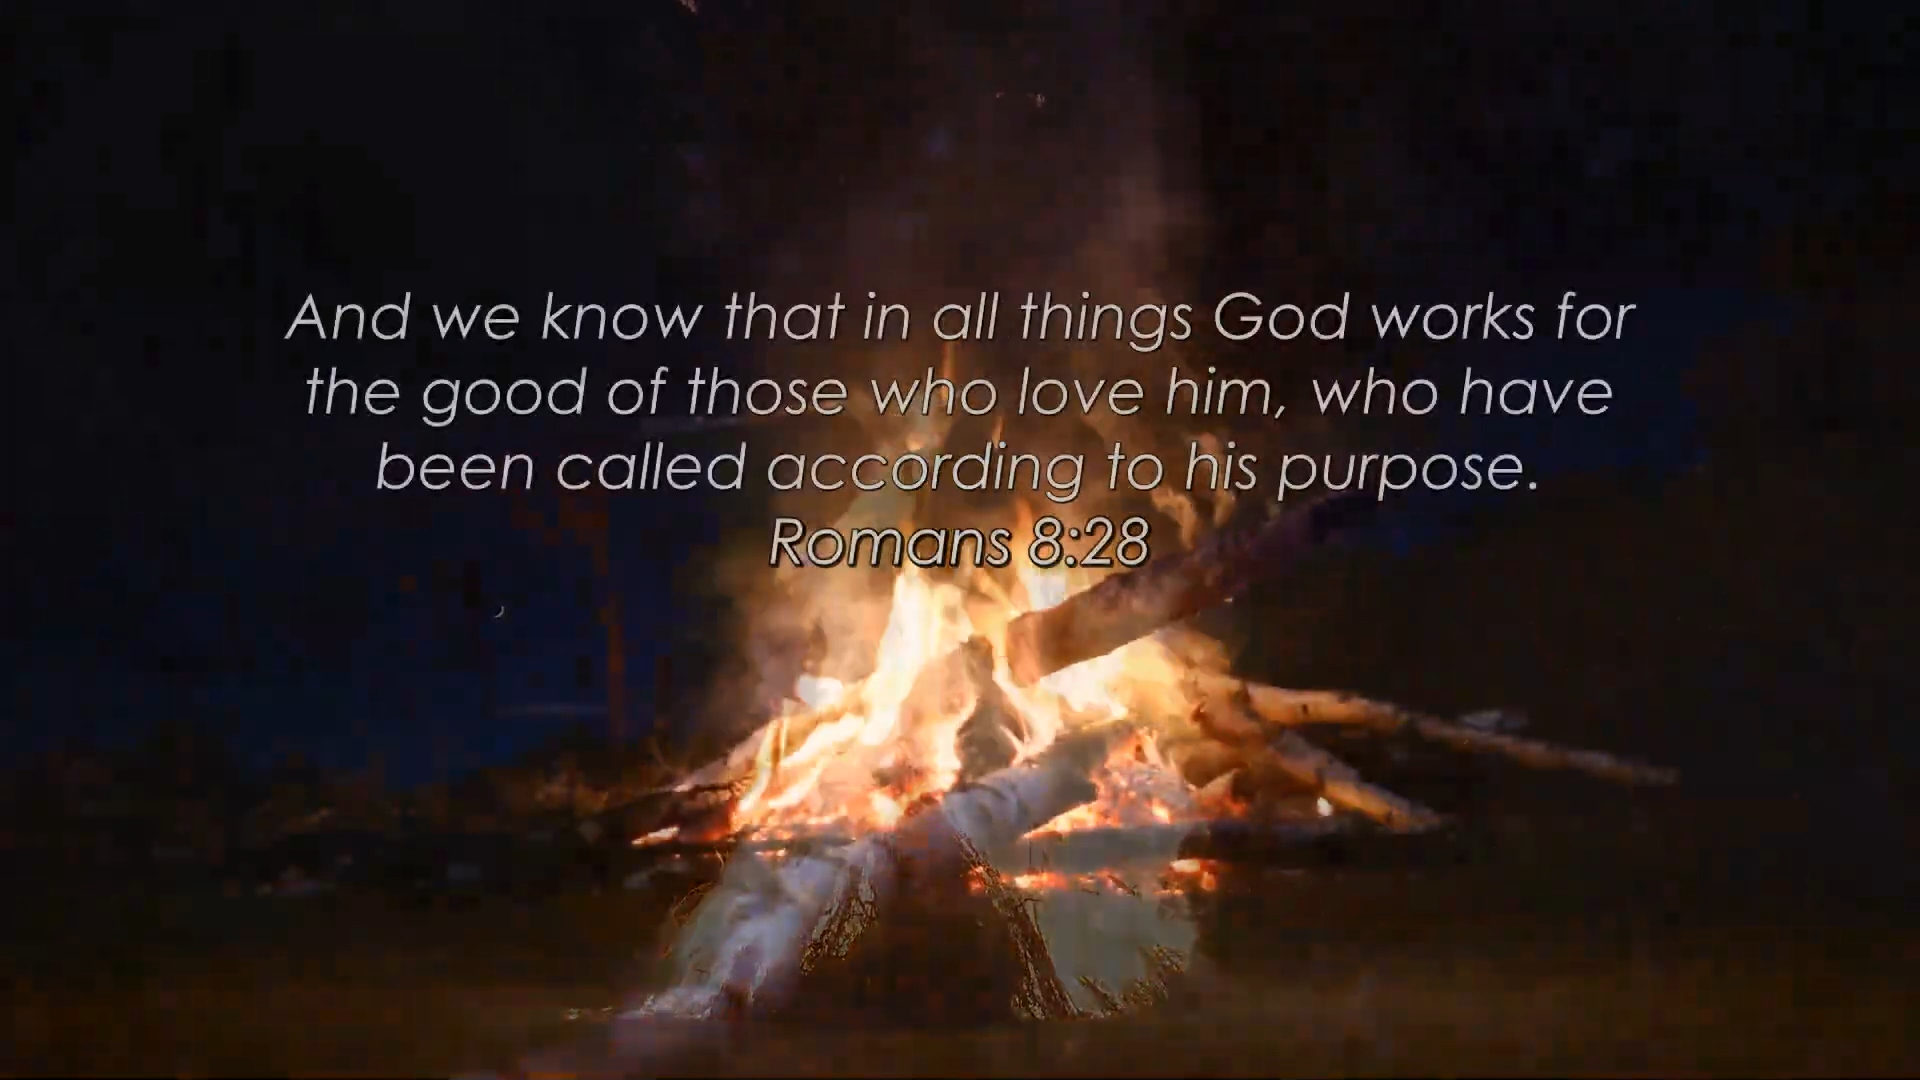 And we know that in all things God works for
the good of those who love him, who have
been called according to his purpose.
Romans 8:28